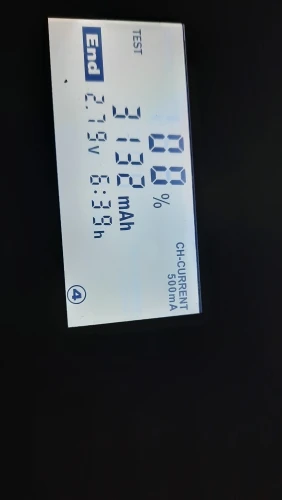 CH-CURRENT
500mA
00 %
TEST
3132 mAh
End 2.79v 6:39h
④